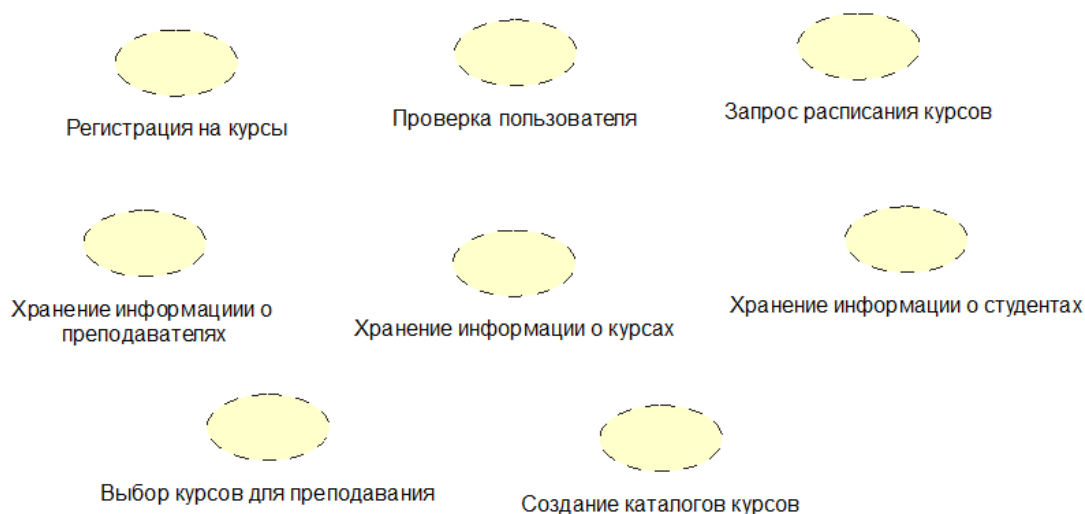 Регистрация на курсы
Проверка пользователя
Запрос расписания курсов
Хранение информациии о
преподавателях
Хранение информации о курсах
Хранение информации о студентах
Выбор курсов для преподавания
Создание каталогов курсов